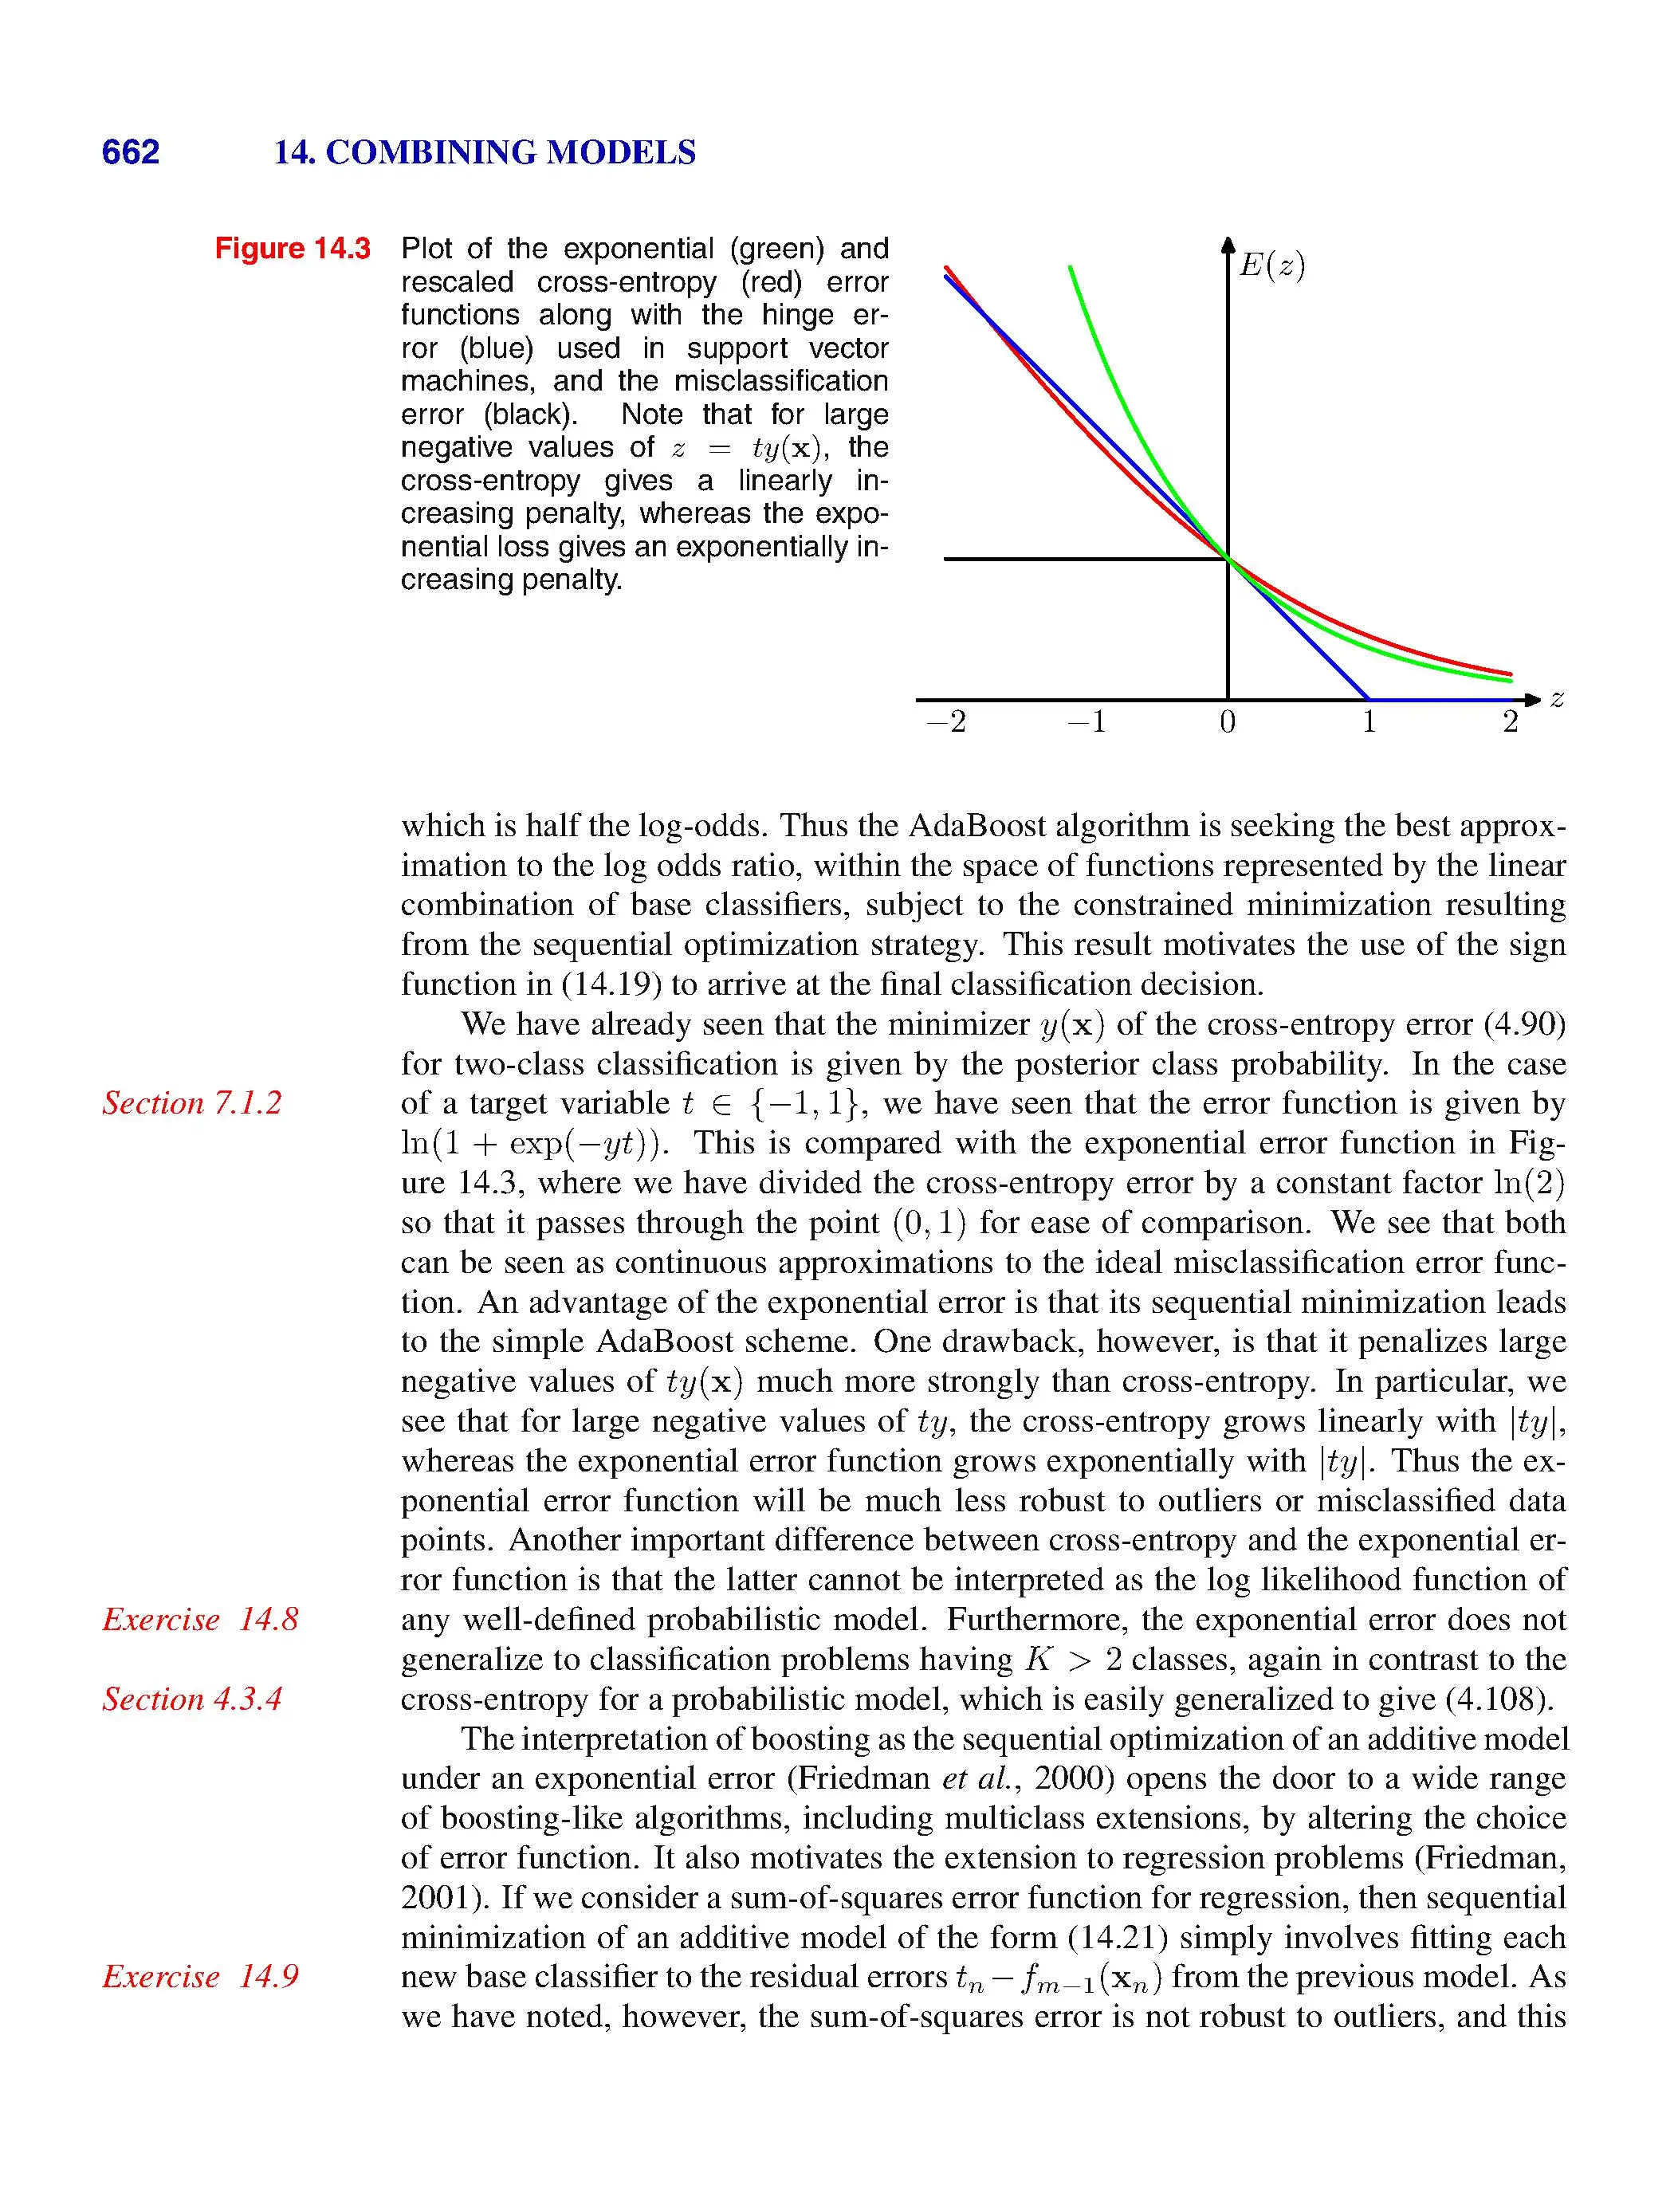 662 14. COMBINING MODELS
Figure 14.3 Plot of the exponential (green) and
rescaled cross-entropy (red) error
functions along with the hinge er-
ror (blue) used in support vector
machines, and the misclassification
error (black). Note that for large
negative values of z = ty(x), the
cross-entropy gives a linearly in-
creasing penalty, whereas the expo-
nential loss gives an exponentially in-
creasing penalty.
E(z)
z
−2 −1 0 1 2
which is half the log-odds. Thus the AdaBoost algorithm is seeking the best approx-
imation to the log odds ratio, within the space of functions represented by the linear
combination of base classifiers, subject to the constrained minimization resulting
from the sequential optimization strategy. This result motivates the use of the sign
function in (14.19) to arrive at the final classification decision.
We have already seen that the minimizer y(x) of the cross-entropy error (4.90)
for two-class classification is given by the posterior class probability. In the case
Section 7.1.2 of a target variable t ∈ {−1, 1}, we have seen that the error function is given by
ln(1 + exp(−yt)). This is compared with the exponential error function in Fig-
ure 14.3, where we have divided the cross-entropy error by a constant factor ln(2)
so that it passes through the point (0, 1) for ease of comparison. We see that both
can be seen as continuous approximations to the ideal misclassification error func-
tion. An advantage of the exponential error is that its sequential minimization leads
to the simple AdaBoost scheme. One drawback, however, is that it penalizes large
negative values of ty(x) much more strongly than cross-entropy. In particular, we
see that for large negative values of ty, the cross-entropy grows linearly with |ty|,
whereas the exponential error function grows exponentially with |ty|. Thus the ex-
ponential error function will be much less robust to outliers or misclassified data
points. Another important difference between cross-entropy and the exponential er-
ror function is that the latter cannot be interpreted as the log likelihood function of
Exercise 14.8 any well-defined probabilistic model. Furthermore, the exponential error does not
generalize to classification problems having K > 2 classes, again in contrast to the
Section 4.3.4 cross-entropy for a probabilistic model, which is easily generalized to give (4.108).
The interpretation of boosting as the sequential optimization of an additive model
under an exponential error (Friedman et al., 2000) opens the door to a wide range
of boosting-like algorithms, including multiclass extensions, by altering the choice
of error function. It also motivates the extension to regression problems (Friedman,
2001). If we consider a sum-of-squares error function for regression, then sequential
minimization of an additive model of the form (14.21) simply involves fitting each
Exercise 14.9 new base classifier to the residual errors tₙ − fₘ₋₁(xₙ) from the previous model. As
we have noted, however, the sum-of-squares error is not robust to outliers, and this